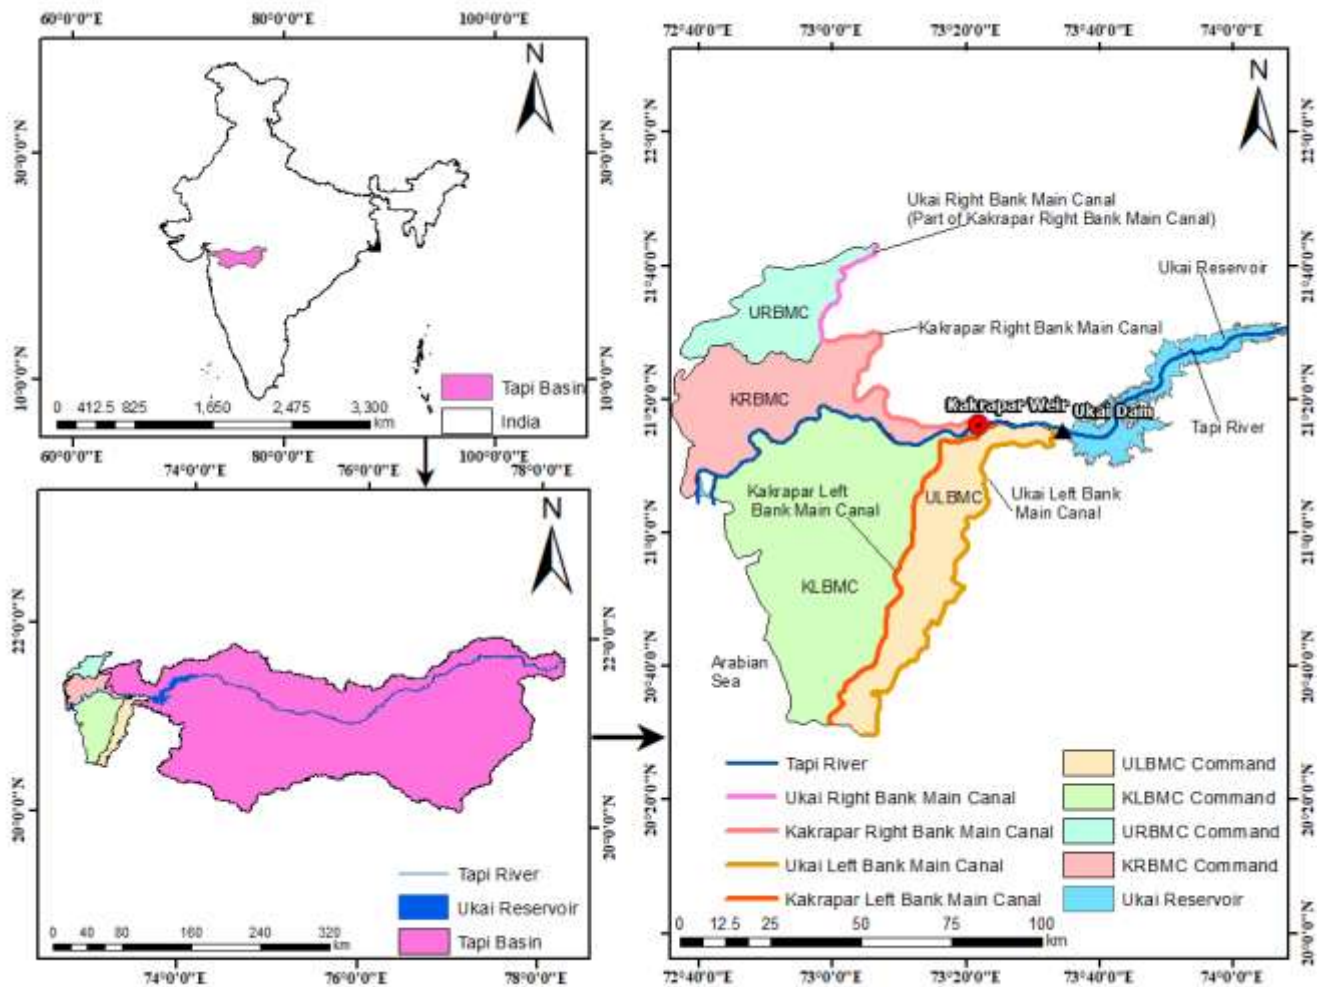 60°0'0"E 80°0'0"E 100°0'0"E
N
30°0'0"N
30°0'0"N
10°0'0"N
10°0'0"N
Tapi Basin
India
0 412.5 825 1,650 2,475 3,300
km
60°0'0"E 80°0'0"E 100°0'0"E
74°0'0"E 76°0'0"E 78°0'0"E
N
22°0'0"N
22°0'0"N
20°0'0"N
20°0'0"N
Tapi River
Ukai Reservoir
Tapi Basin
0 40 80 160 240 320
km
74°0'0"E 76°0'0"E 78°0'0"E
72°40'0"E 73°0'0"E 73°20'0"E 73°40'0"E 74°0'0"E
N
22°0'0"N
22°0'0"N
Ukai Right Bank Main Canal
(Part of Kakrapar Right Bank Main Canal)
21°40'0"N
21°40'0"N
Ukai Reservoir
URBMC
Kakrapar Right Bank Main Canal
21°20'0"N
21°20'0"N
KRBMC
Kakrapar Weir
Ukai Dam
Tapi River
Kakrapar Left
Bank Main Canal
ULBMC
Ukai Left Bank
Main Canal
21°0'0"N
21°0'0"N
KLBMC
Arabian
Sea
20°40'0"N
20°40'0"N
Tapi River
Ukai Right Bank Main Canal
Kakrapar Right Bank Main Canal
Ukai Left Bank Main Canal
Kakrapar Left Bank Main Canal
ULBMC Command
KLBMC Command
URBMC Command
KRBMC Command
Ukai Reservoir
20°20'0"N
20°20'0"N
0 12.5 25 50 75 100
km
20°0'0"N
20°0'0"N
72°40'0"E 73°0'0"E 73°20'0"E 73°40'0"E 74°0'0"E